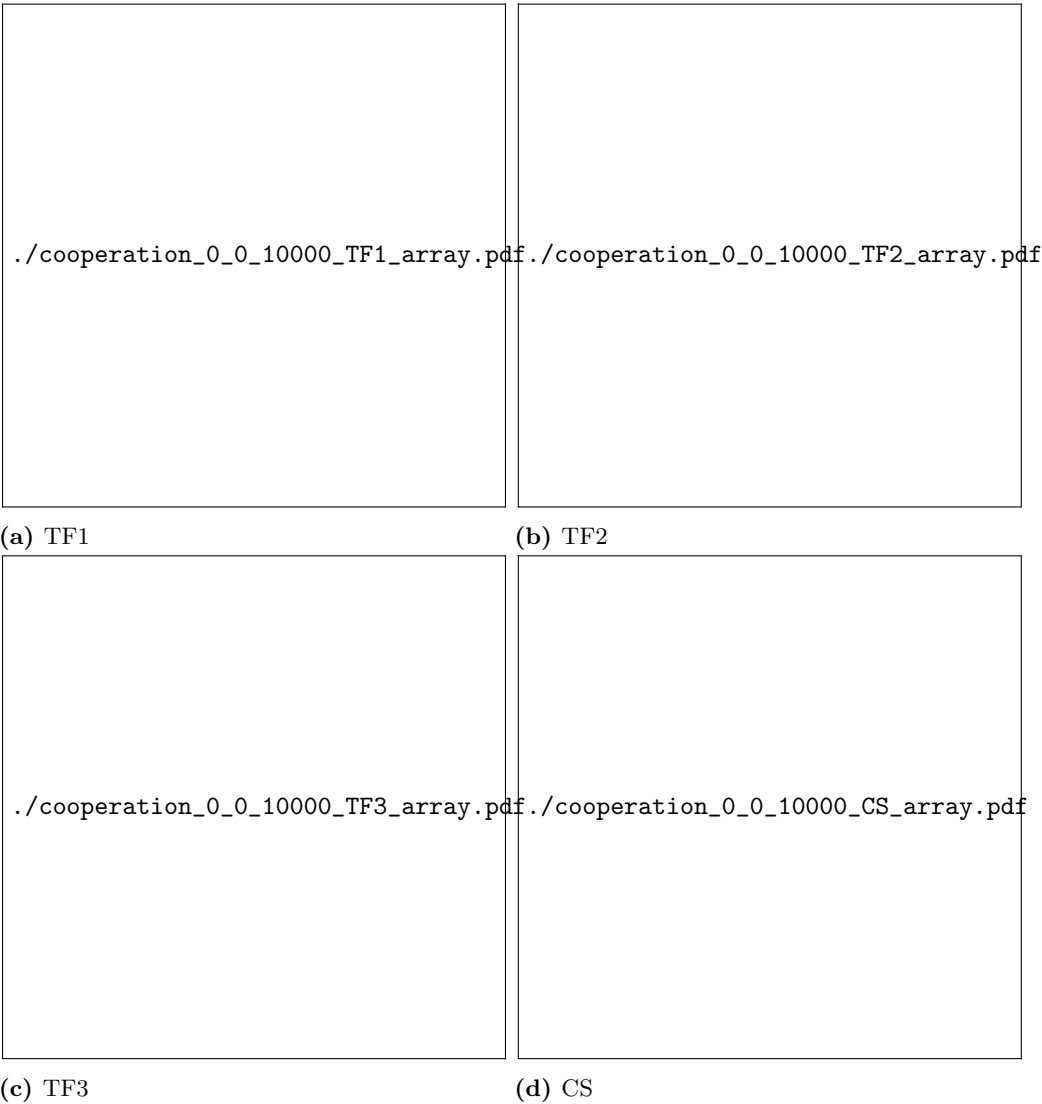 ./cooperation_0_0_10000_TF1_array.pdf ./cooperation_0_0_10000_TF2_array.pdf
(a) TF1 (b) TF2
./cooperation_0_0_10000_TF3_array.pdf ./cooperation_0_0_10000_CS_array.pdf
(c) TF3 (d) CS